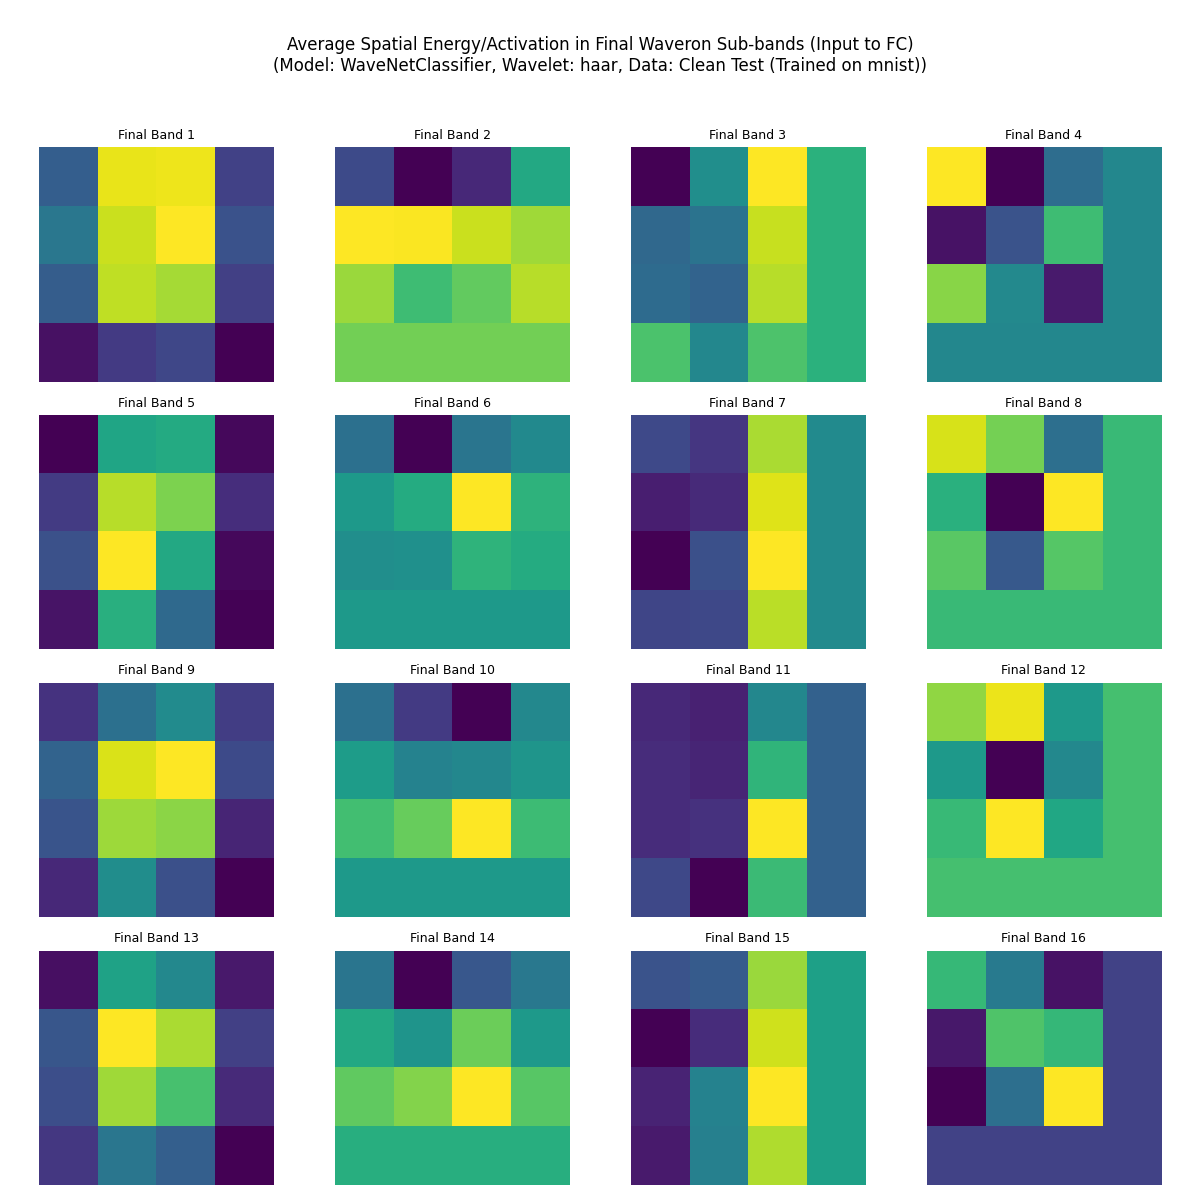 Average Spatial Energy/Activation in Final Waveron Sub-bands (Input to FC)
(Model: WaveNetClassifier, Wavelet: haar, Data: Clean Test (Trained on mnist))
Final Band 1
Final Band 2
Final Band 3
Final Band 4
Final Band 5
Final Band 6
Final Band 7
Final Band 8
Final Band 9
Final Band 10
Final Band 11
Final Band 12
Final Band 13
Final Band 14
Final Band 15
Final Band 16